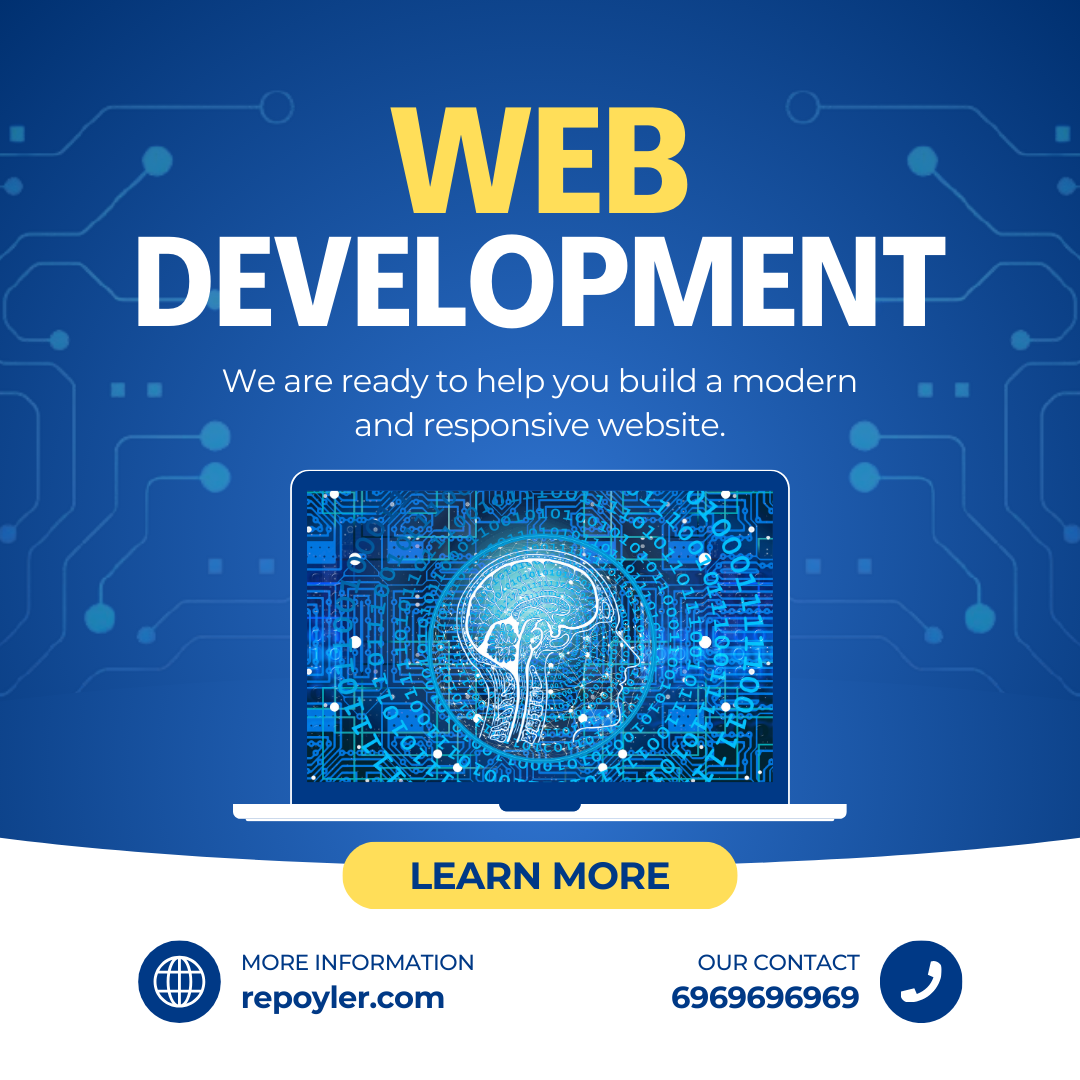 WEB
DEVELOPMENT
We are ready to help you build a modern
and responsive website.
LEARN MORE
MORE INFORMATION
repoyler.com
OUR CONTACT
6969696969